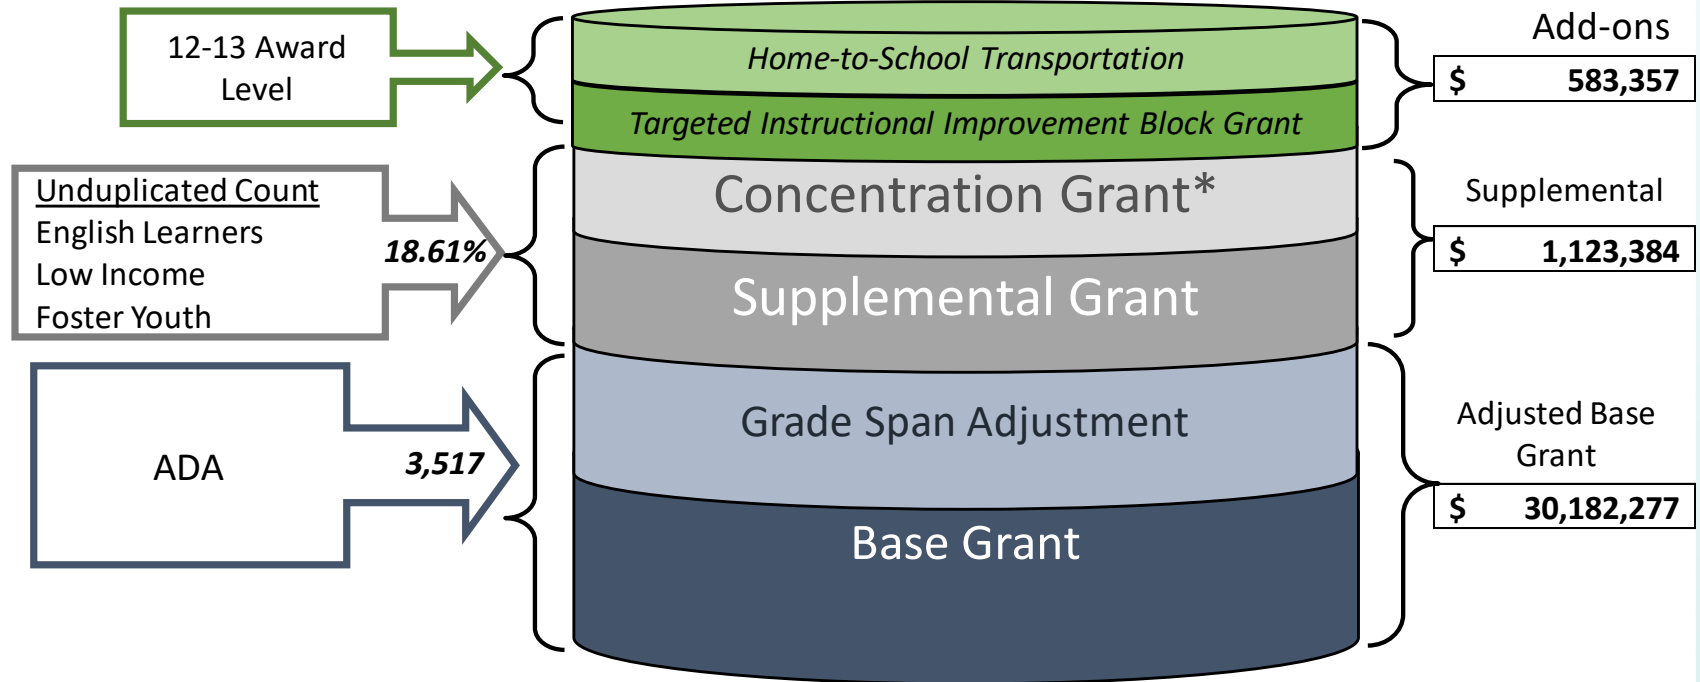 12-13 Award
Level
Unduplicated Count
English Learners
Low Income
Foster Youth
18.61%
ADA
3,517
Home-to-School Transportation
Targeted Instructional Improvement Block Grant
Concentration Grant*
Supplemental Grant
Grade Span Adjustment
Base Grant
Add-ons
$ 583,357
Supplemental
$ 1,123,384
Adjusted Base
Grant
$ 30,182,277